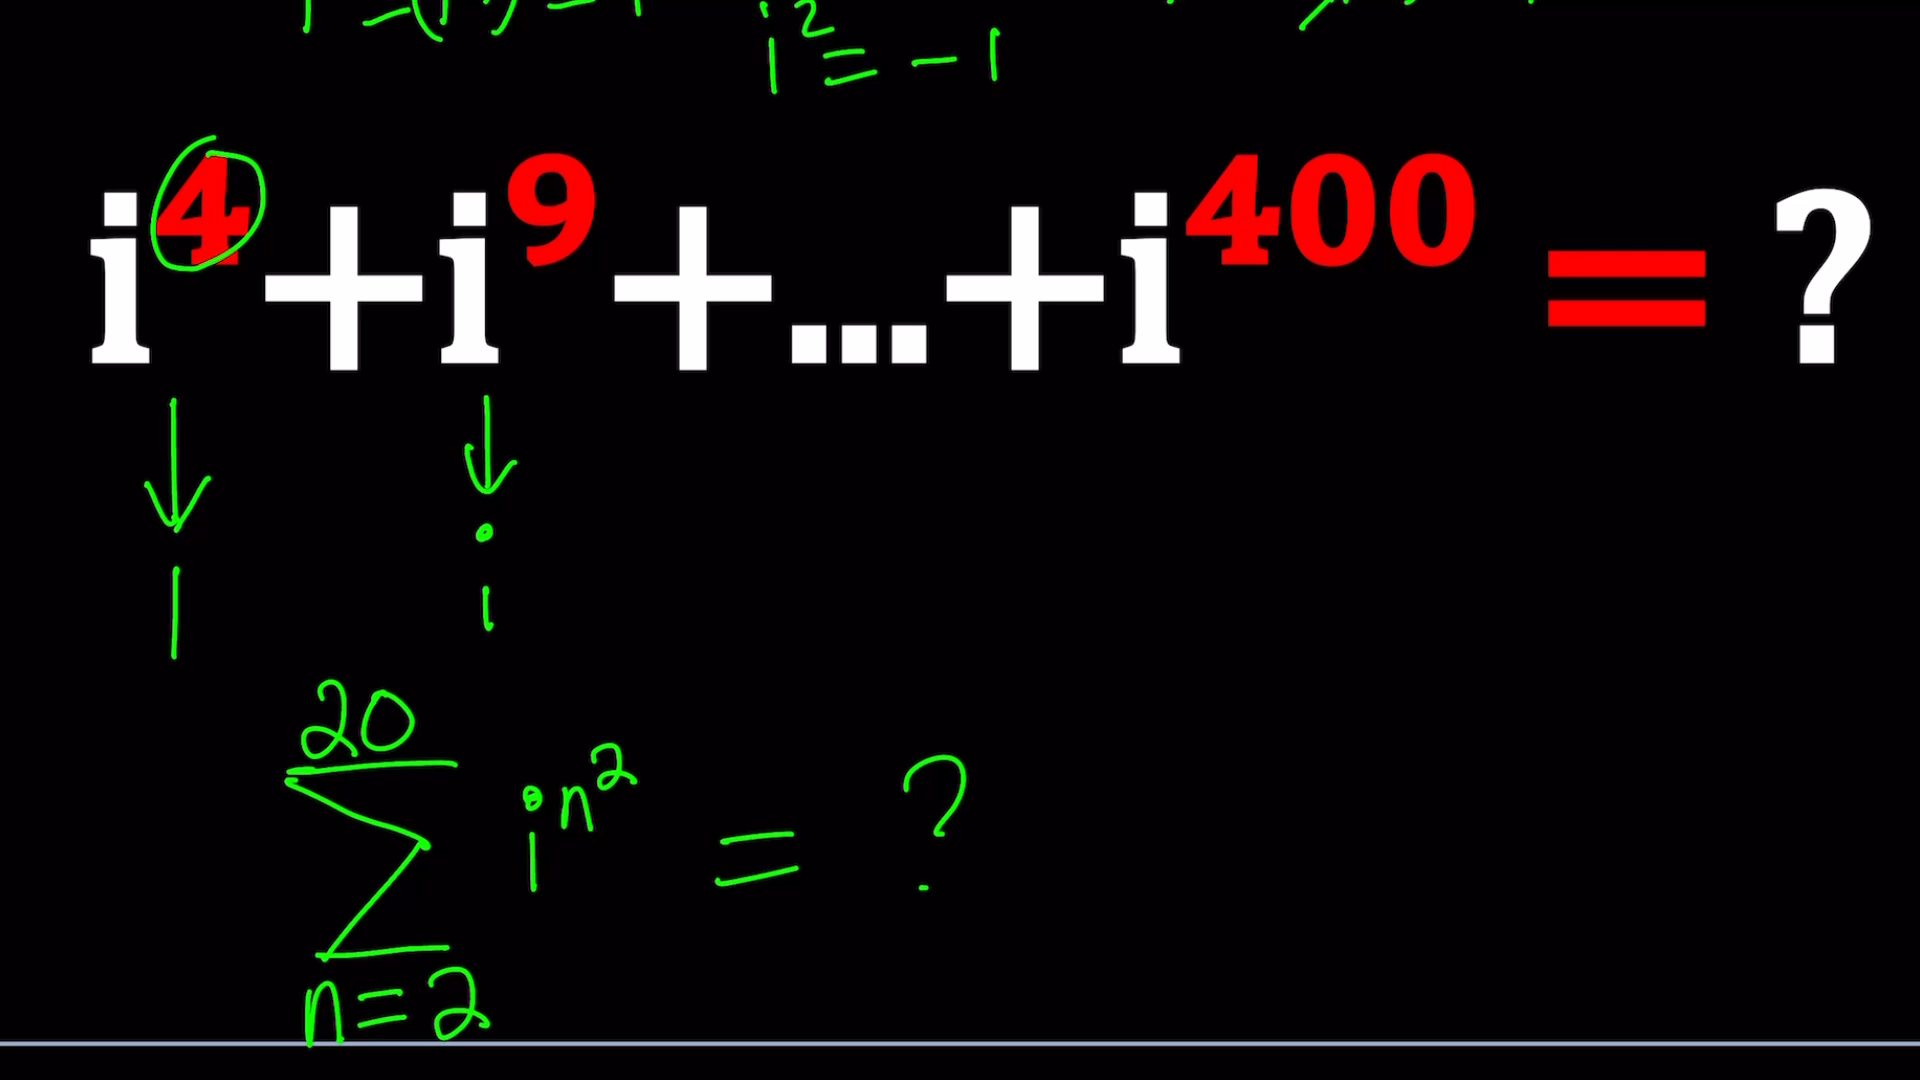 i² = -1
i⁴+i⁹+...+i⁴⁰⁰ = ?
1 i
20
∑ iⁿ² = ?
n=2